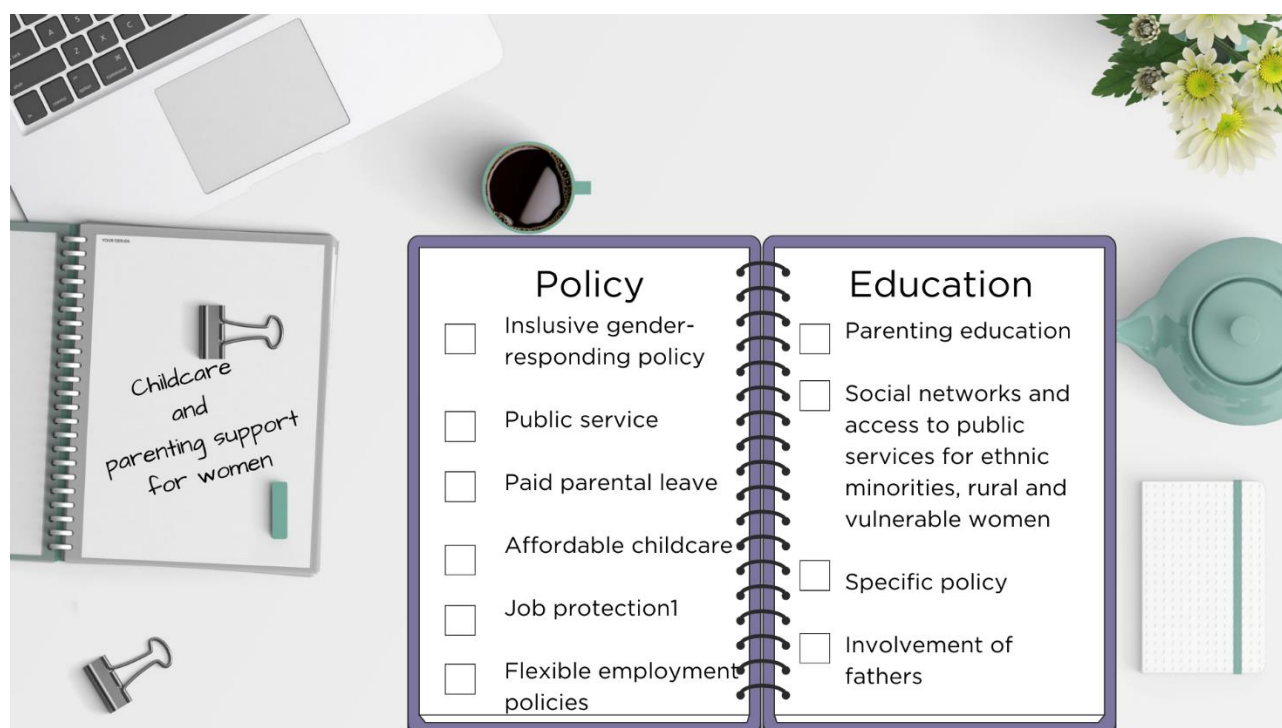 YOUR DESIGN
Childcare
and
parenting support
for women
Policy
Inslusive gender-
responding policy
Public service
Paid parental leave
Affordable childcare
Job protection1
Flexible employment
policies
Education
Parenting education
Social networks and
access to public
services for ethnic
minorities, rural and
vulnerable women
Specific policy
Involvement of
fathers